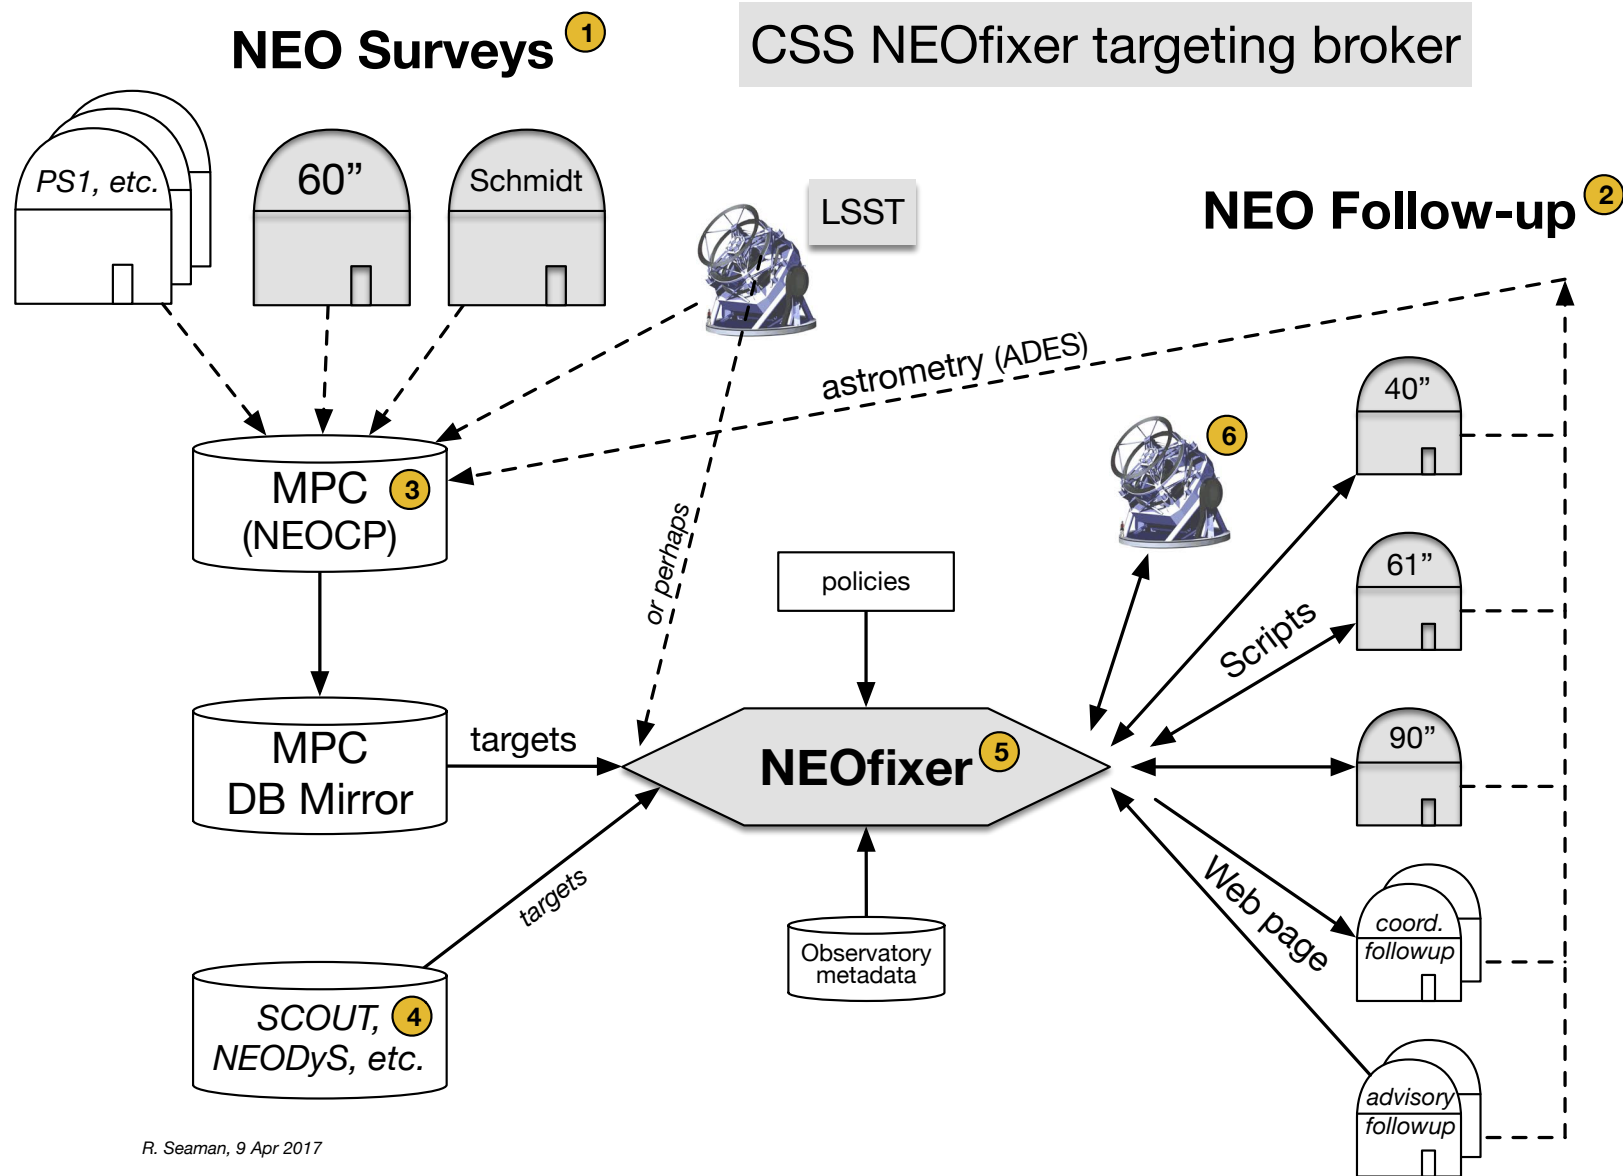 NEO Surveys 1
CSS NEOfixer targeting broker
PS1, etc.
60”
Schmidt
LSST
NEO Follow-up 2
astrometry (ADES)
40”
6
MPC 3
(NEOCP)
or perhaps
policies
61”
Scripts
MPC
DB Mirror
targets
NEOfixer 5
90”
targets
Web page
Observatory
metadata
coord.
followup
SCOUT, 4
NEODyS, etc.
advisory
followup
R. Seaman, 9 Apr 2017